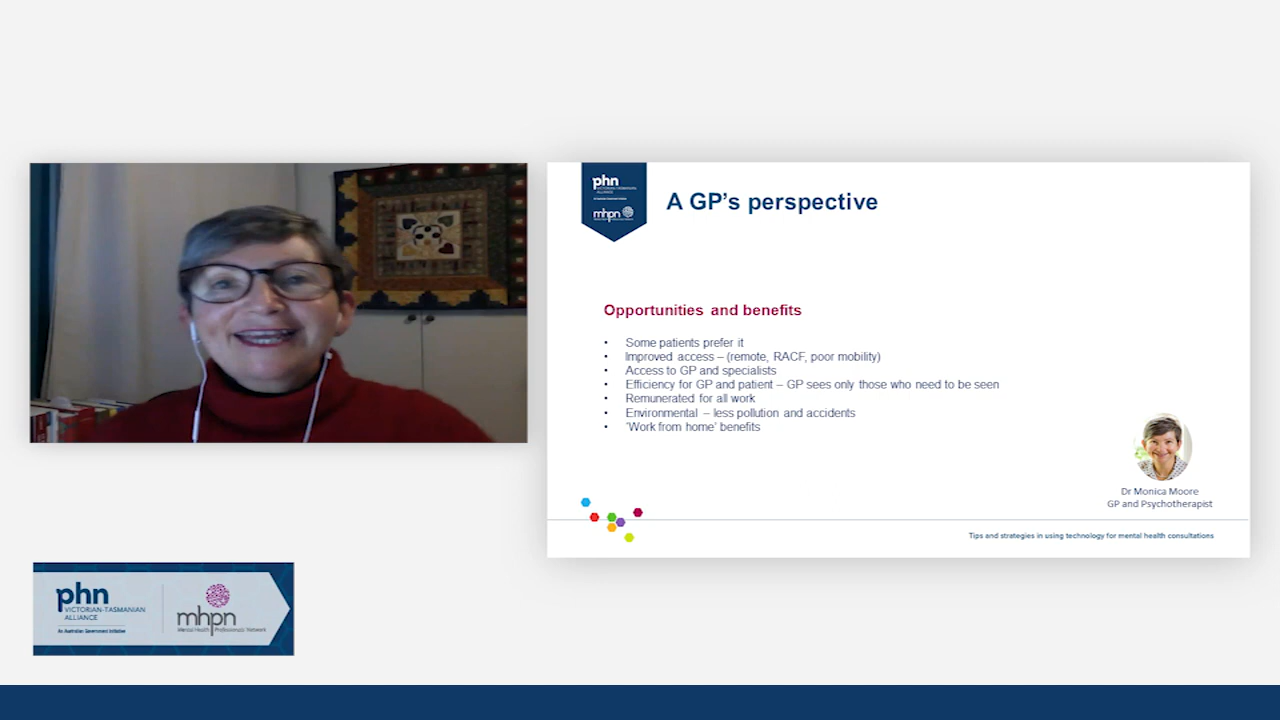 phn
VICTORIAN-TASMANIAN
ALLIANCE
mhpn
A GP's perspective
Opportunities and benefits
• Some patients prefer it
• Improved access – (remote, RACF, poor mobility)
• Access to GP and specialists
• Efficiency for GP and patient – GP sees only those who need to be seen
• Remunerated for all work
• Environmental – less pollution and accidents
• 'Work from home' benefits
Dr Monica Moore
GP and Psychotherapist
Tips and strategies in using technology for mental health consultations
phn
VICTORIAN-TASMANIAN
ALLIANCE
An Australian Government Initiative
mhpn
Mental Health Professionals' Network